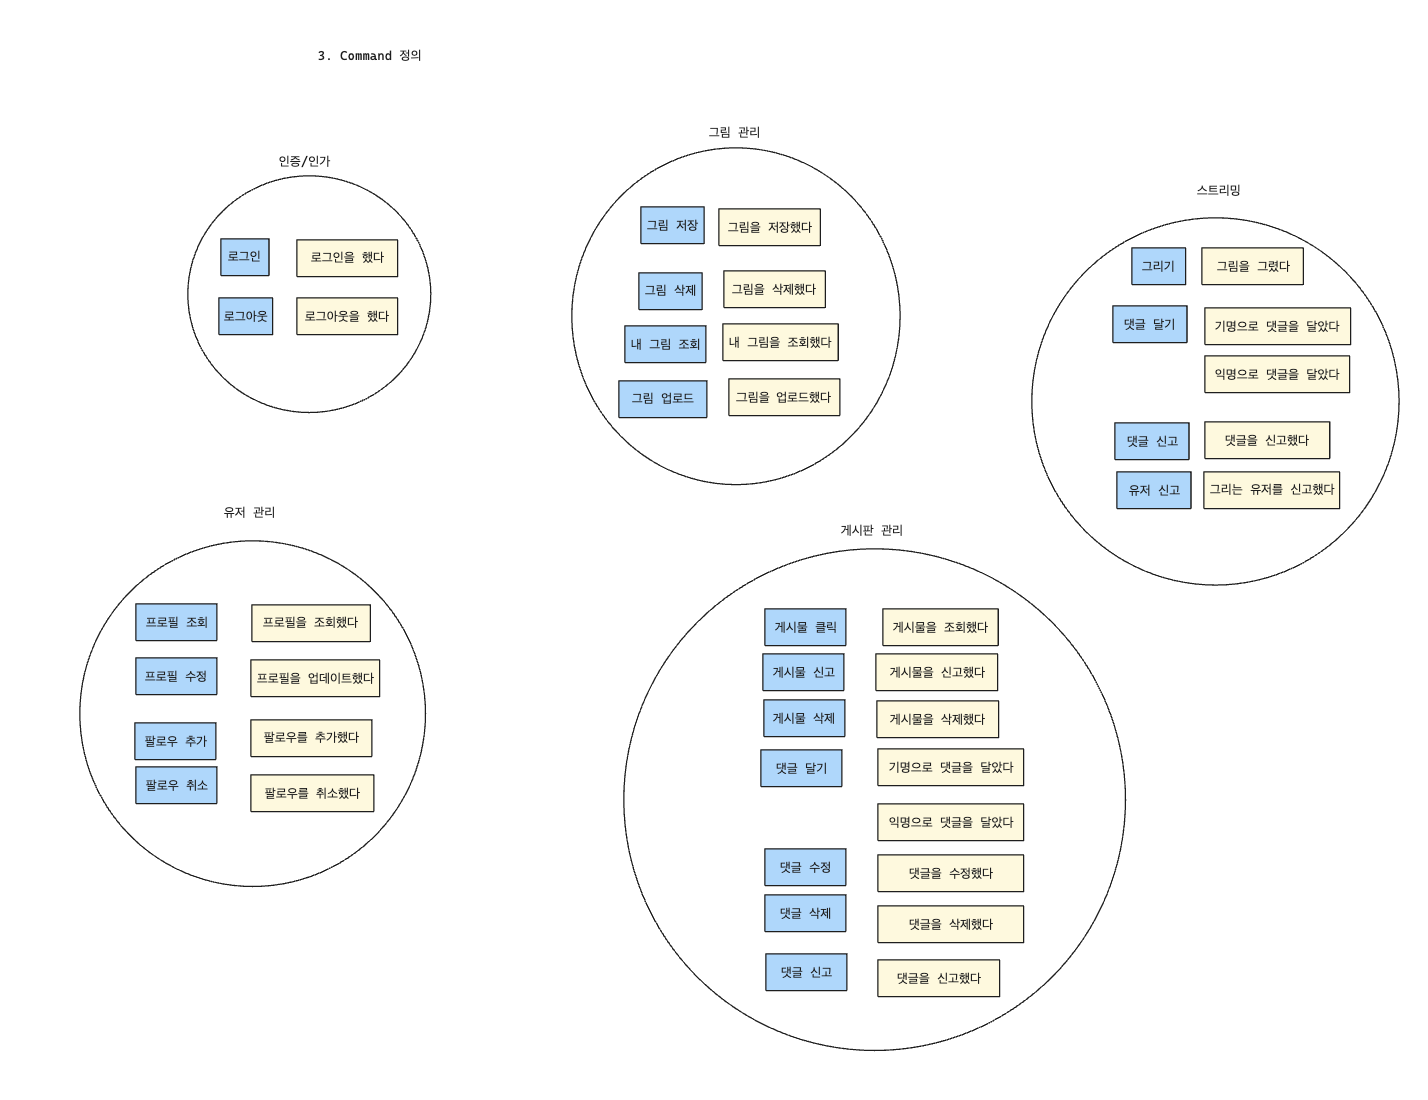 3. Command 정의
인증/인가
로그인
로그인을 했다
로그아웃
로그아웃을 했다
그림 관리
그림 저장
그림을 저장했다
그림 삭제
그림을 삭제했다
내 그림 조회
내 그림을 조회했다
그림 업로드
그림을 업로드했다
스트리밍
그리기
그림을 그렸다
댓글 달기
기명으로 댓글을 달았다
익명으로 댓글을 달았다
댓글 신고
댓글을 신고했다
유저 신고
그리는 유저를 신고했다
유저 관리
프로필 조회
프로필을 조회했다
프로필 수정
프로필을 업데이트했다
팔로우 추가
팔로우를 추가했다
팔로우 취소
팔로우를 취소했다
게시판 관리
게시물 클릭
게시물을 조회했다
게시물 신고
게시물을 신고했다
게시물 삭제
게시물을 삭제했다
댓글 달기
기명으로 댓글을 달았다
익명으로 댓글을 달았다
댓글 수정
댓글을 수정했다
댓글 삭제
댓글을 삭제했다
댓글 신고
댓글을 신고했다